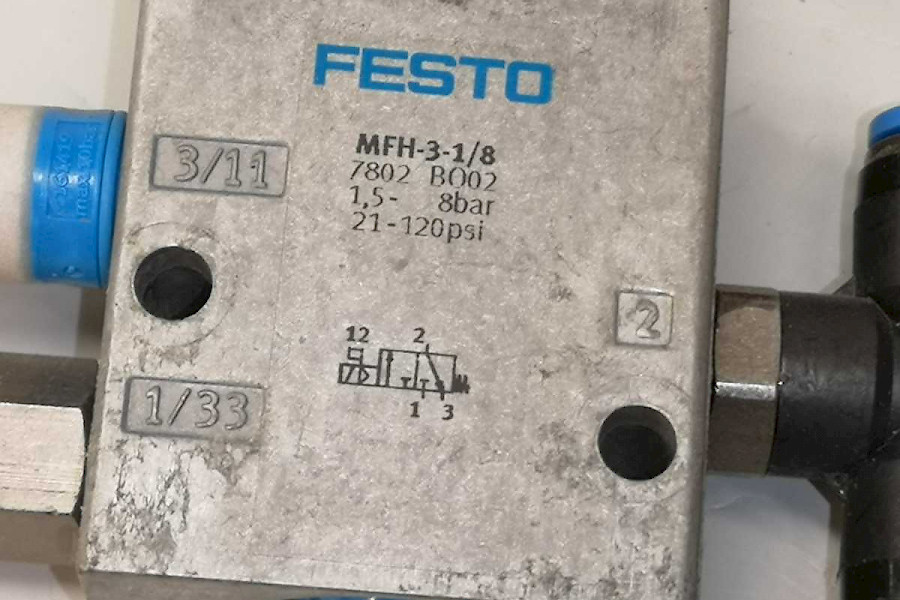 FESTO
MFH-3-1/8
7802 BO02
1,5- 8bar
21-120psi
3/11
2
12 2
1 3
1/33